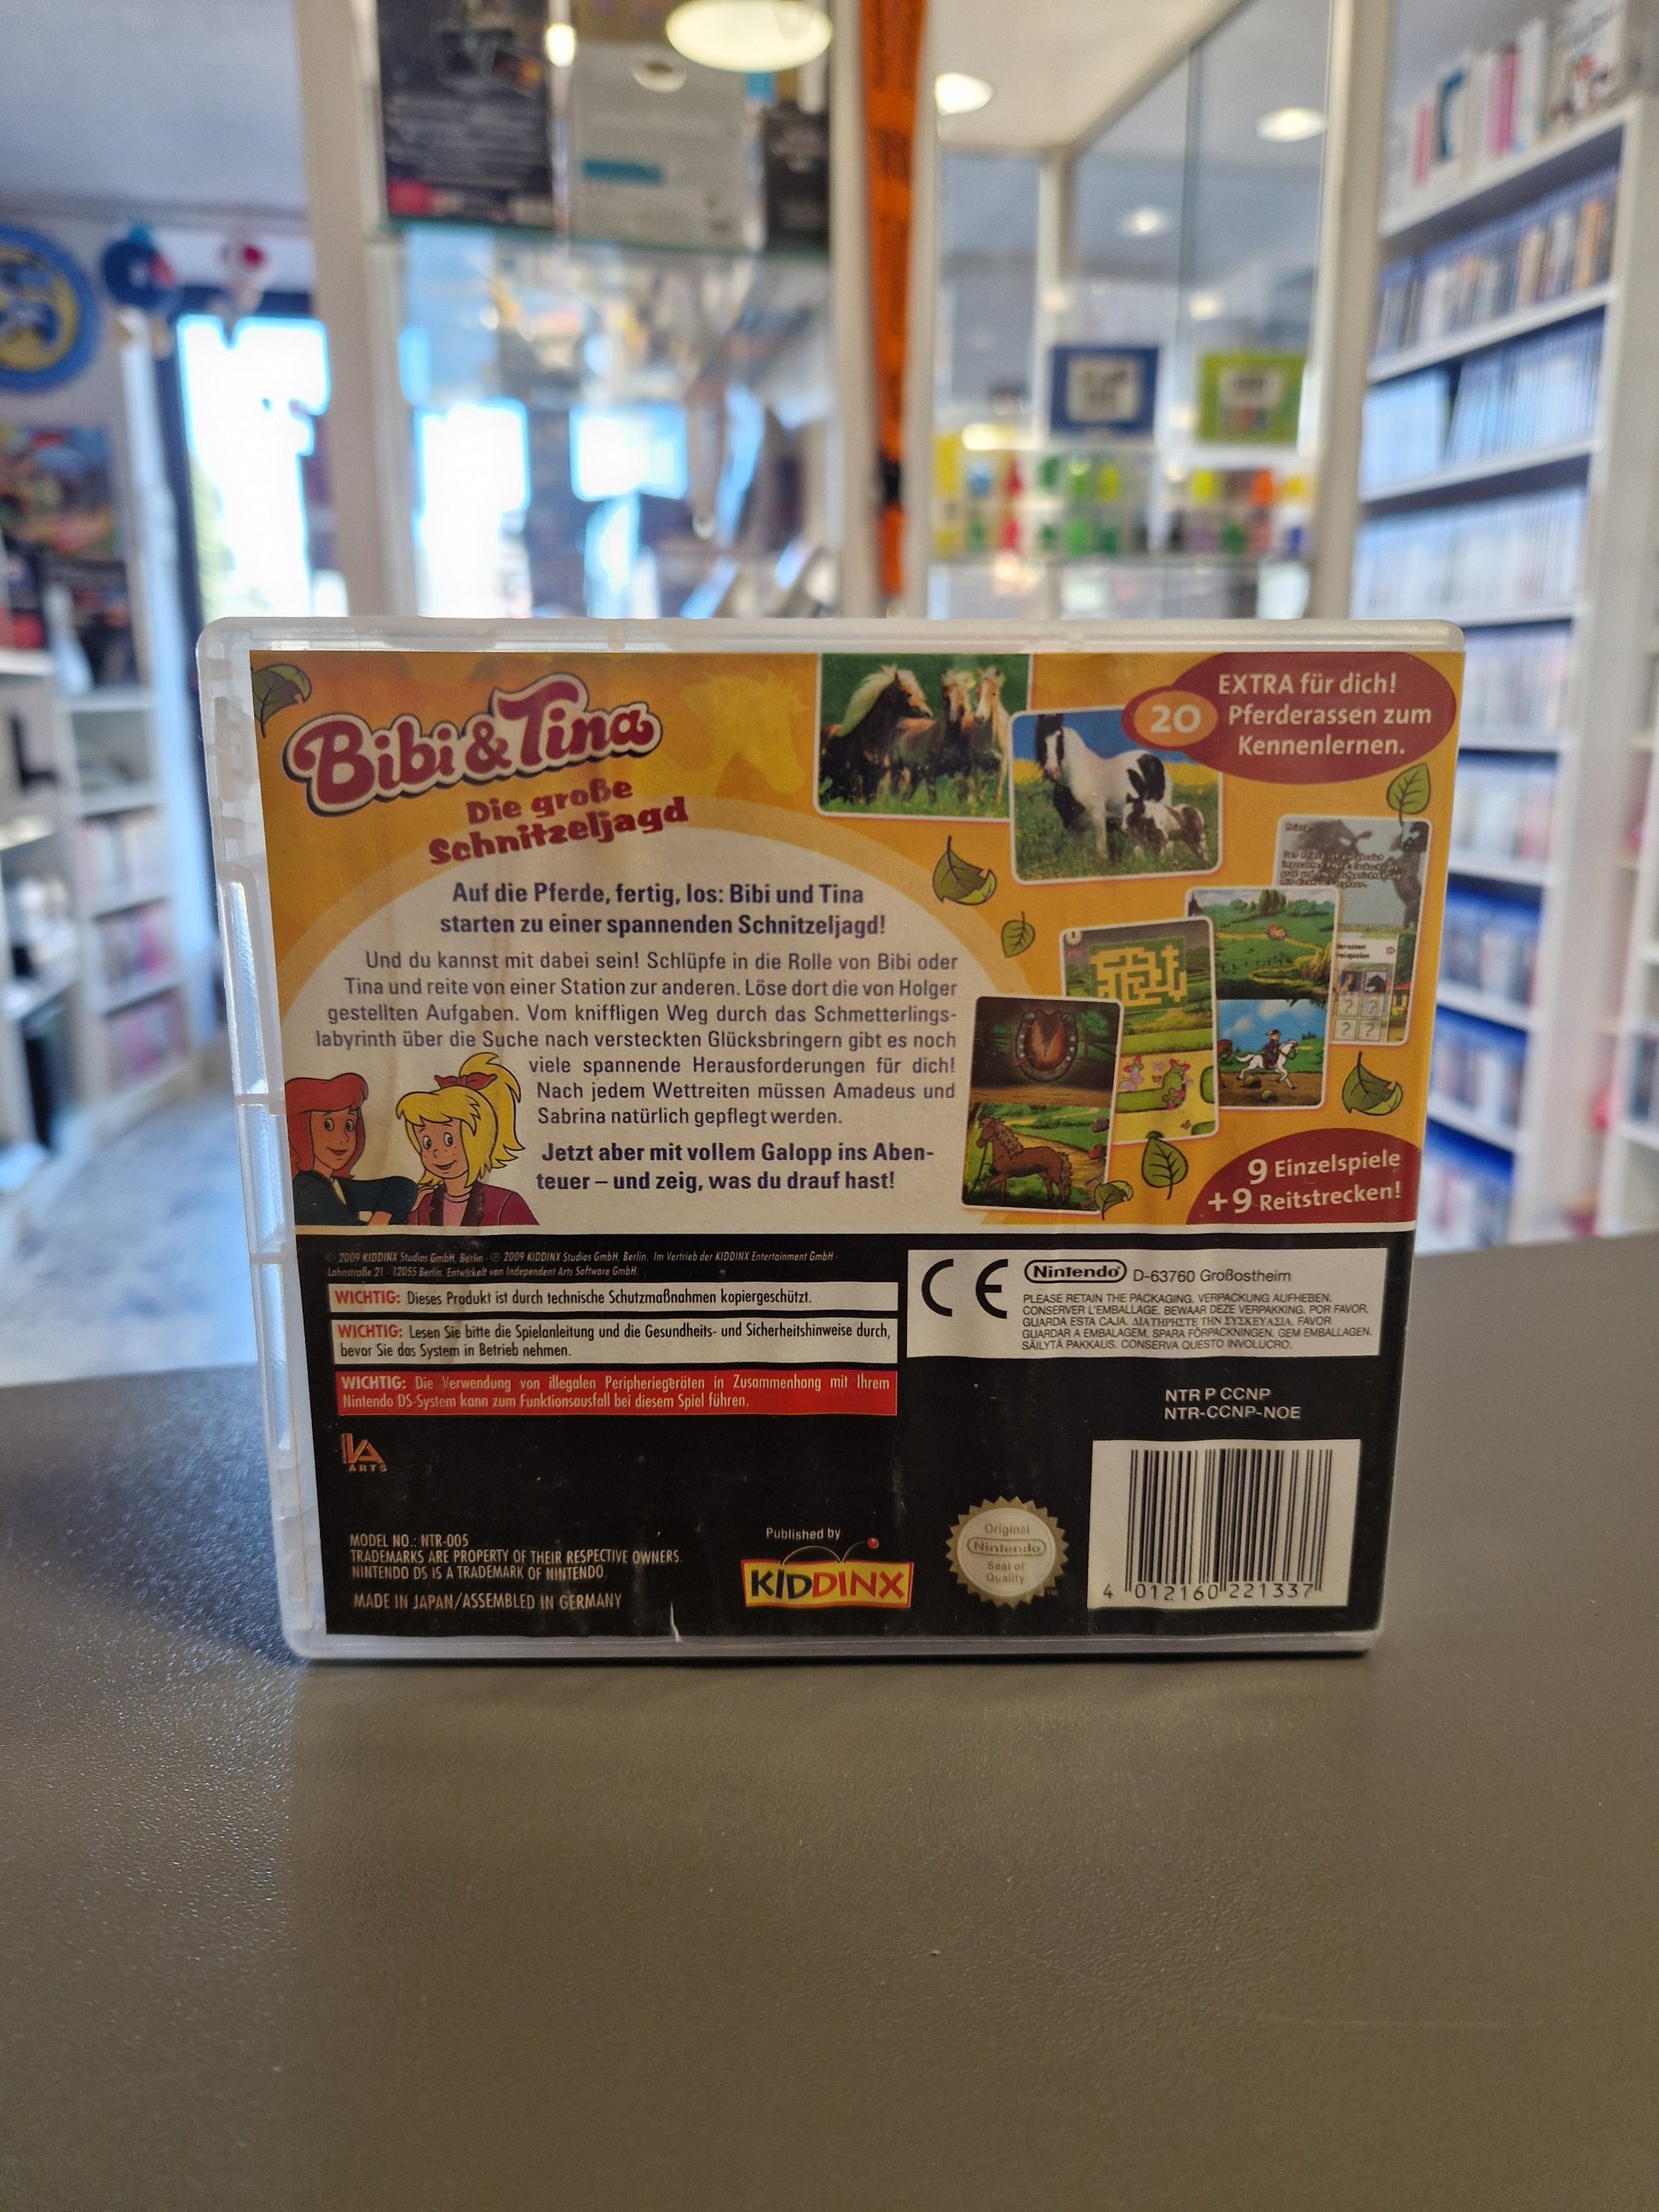 Bibi & Tina
Die große
Schnitzeljagd
EXTRA für dich!
20 Pferderassen zum
Kennenlernen.
Auf die Pferde, fertig, los: Bibi und Tina
starten zu einer spannenden Schnitzeljagd!
Und du kannst mit dabei sein! Schlüpfe in die Rolle von Bibi oder
Tina und reite von einer Station zur anderen. Löse dort die von Holger
gestellten Aufgaben. Vom kniffligen Weg durch das Schmetterlings-
labyrinth über die Suche nach versteckten Glücksbringern gibt es noch
viele spannende Herausforderungen für dich!
Nach jedem Wettreiten müssen Amadeus und
Sabrina natürlich gepflegt werden.
Jetzt aber mit vollem Galopp ins Aben-
teuer – und zeig, was du drauf hast!
9 Einzelspiele
+ 9 Reitstrecken!
© 2009 KIDDINX Studios GmbH, Berlin · ℗ 2009 KIDDINX Studios GmbH, Berlin. Im Vertrieb der KIDDINX Entertainment GmbH ·
Lahnstraße 21 · 12055 Berlin. Entwickelt von Independent Arts Software GmbH.
WICHTIG: Dieses Produkt ist durch technische Schutzmaßnahmen kopiergeschützt.
WICHTIG: Lesen Sie bitte die Spielanleitung und die Gesundheits- und Sicherheitshinweise durch,
bevor Sie das System in Betrieb nehmen.
WICHTIG: Die Verwendung von illegalen Peripheriegeräten in Zusammenhang mit Ihrem
Nintendo DS-System kann zum Funktionsausfall bei diesem Spiel führen.
CE
Nintendo D-63760 Großostheim
PLEASE RETAIN THE PACKAGING. VERPACKUNG AUFHEBEN.
CONSERVER L'EMBALLAGE. BEWAAR DEZE VERPAKKING. POR FAVOR,
GUARDA ESTA CAJA. ΔΙΑΤΗΡΗΣΤΕ ΤΗΝ ΣΥΣΚΕΥΑΣΙΑ. FAVOR
GUARDAR A EMBALAGEM. SPARA FÖRPACKNINGEN. GEM EMBALLAGEN.
SÄILYTÄ PAKKAUS. CONSERVA QUESTO INVOLUCRO.
NTR P CCNP
NTR-CCNP-NOE
IA
ARTS
MODEL NO.: NTR-005
TRADEMARKS ARE PROPERTY OF THEIR RESPECTIVE OWNERS.
NINTENDO DS IS A TRADEMARK OF NINTENDO.
MADE IN JAPAN/ASSEMBLED IN GERMANY
Published by
KIDDINX
Original
Nintendo
Seal of
Quality
TM
4 012160 221337